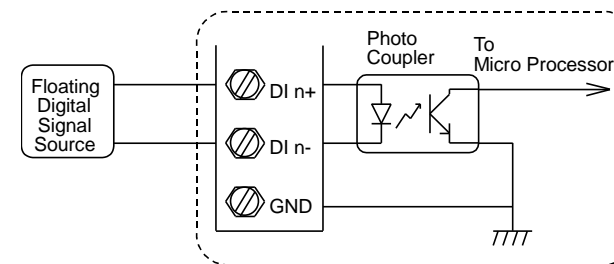 Photo
Coupler
To
Micro Processor
Floating
Digital
Signal
Source
DI n+
DI n-
GND